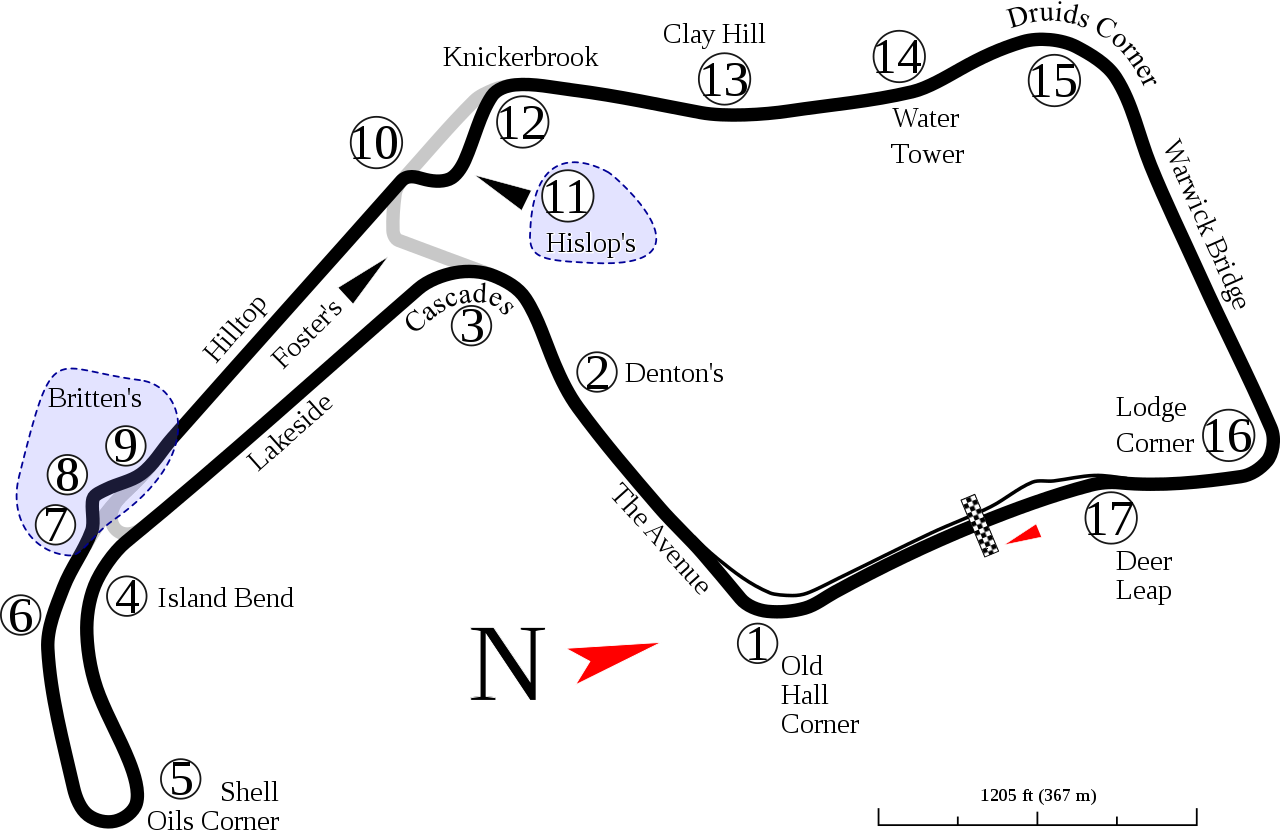 Druids Corner
Clay Hill
Knickerbrook
14
13
15
12
10
Water
Tower
Warwick Bridge
11
Hislop's
Hilltop
Foster's
Cascades
3
2
Denton's
Britten's
Lakeside
9
8
7
Lodge
Corner
16
The Avenue
17
Deer
Leap
4
Island Bend
6
N
1
Old
Hall
Corner
5
Shell
Oils Corner
1205 ft (367 m)